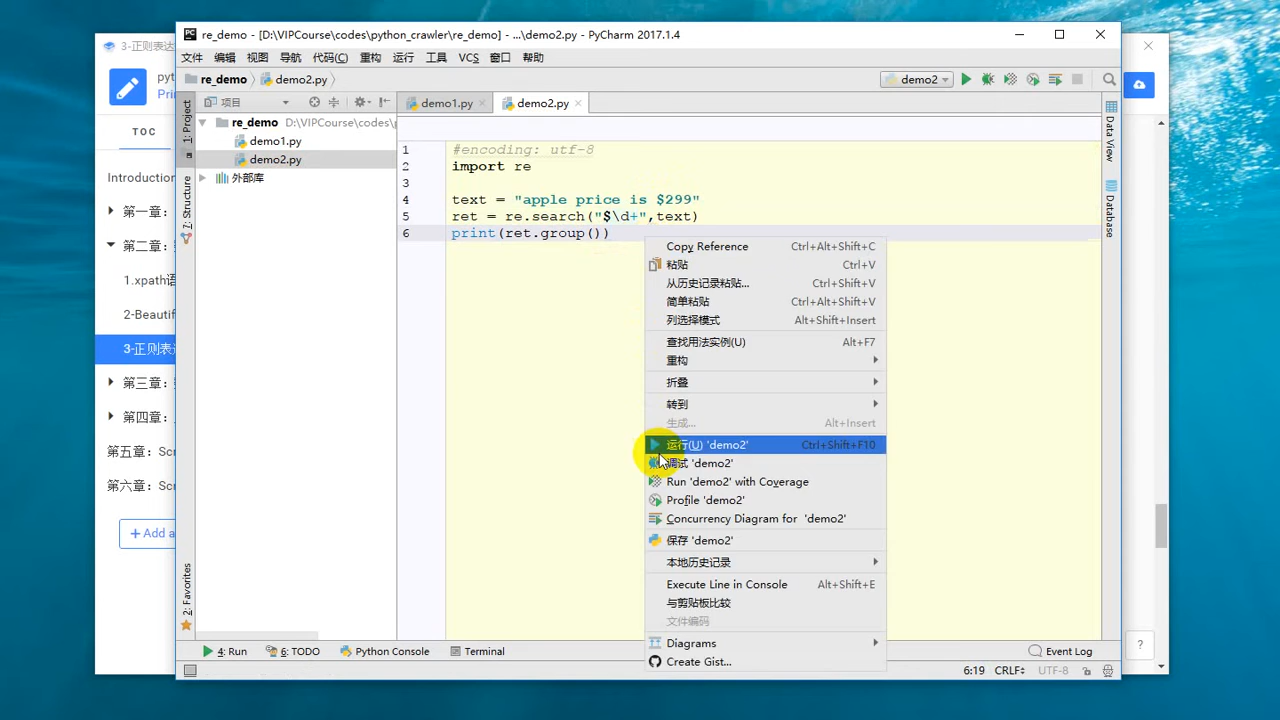 re_demo - [D:\VIPCourse\codes\python_crawler\re_demo] - ...\demo2.py - PyCharm 2017.1.4
文件 编辑 视图 导航 代码(C) 重构 运行 工具 VCS 窗口 帮助
re_demo demo2.py demo2
项目 demo1.py demo2.py
3-正则表达
pyt
Prin
TOC
Introduction
第一章：
第二章：
1.xpath语
2-Beautif
3-正则表
第三章：
第四章：
第五章：Scr
第六章：Scr
+ Add a
1: Project
7: Structure
2: Favorites
re_demo D:\VIPCourse\codes\p
demo1.py
demo2.py
外部库
1 #encoding: utf-8
2 import re
3
4 text = "apple price is $299"
5 ret = re.search("$\d+",text)
6 print(ret.group())
Copy Reference Ctrl+Alt+Shift+C
粘贴 Ctrl+V
从历史记录粘贴... Ctrl+Shift+V
简单粘贴 Ctrl+Alt+Shift+V
列选择模式 Alt+Shift+Insert
查找用法实例(U) Alt+F7
重构
折叠
转到
生成... Alt+Insert
运行(U) 'demo2' Ctrl+Shift+F10
调试 'demo2'
Run 'demo2' with Coverage
Profile 'demo2'
Concurrency Diagram for 'demo2'
保存 'demo2'
本地历史记录
Execute Line in Console Alt+Shift+E
与剪贴板比较
文件编码
Diagrams
Create Gist...
Data View
Database
4: Run 6: TODO Python Console Terminal Event Log
6:19 CRLF UTF-8
?